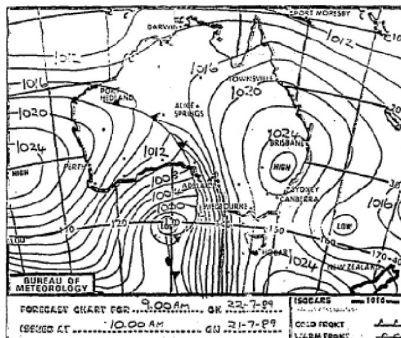 PORT MORESBY
DARWIN
1012
1012
1016
1016
TOWNSVILLE
1020
PORT HEDLAND
ALICE SPRINGS
1020
1024
BRISBANE
1012
1024
HIGH
HIGH
PERTH
1008
SYDNEY
CANBERRA
1016
MELBOURNE
LOW
LOW
HOBART
1024
NEW ZEALAND
BUREAU OF
METEOROLOGY
FORECAST CHART FOR 9.00 AM ON 22-7-89
ISSUED AT 10.00 AM ON 21-7-89
ISOBARS 1010
COLD FRONT
WARM FRONT